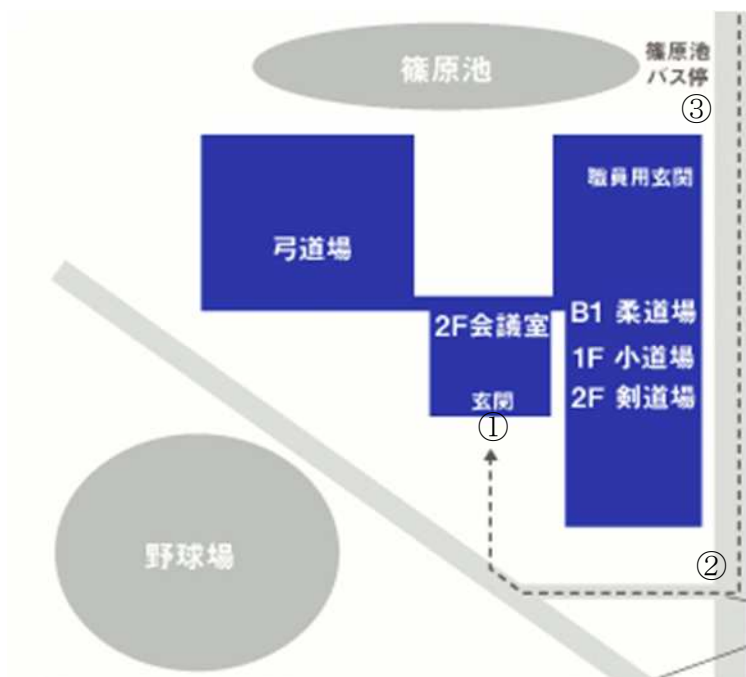 篠原池
篠原池
バス停
③
職員用玄関
弓道場
2F会議室
玄関
①
B1 柔道場
1F 小道場
2F 剣道場
野球場
②